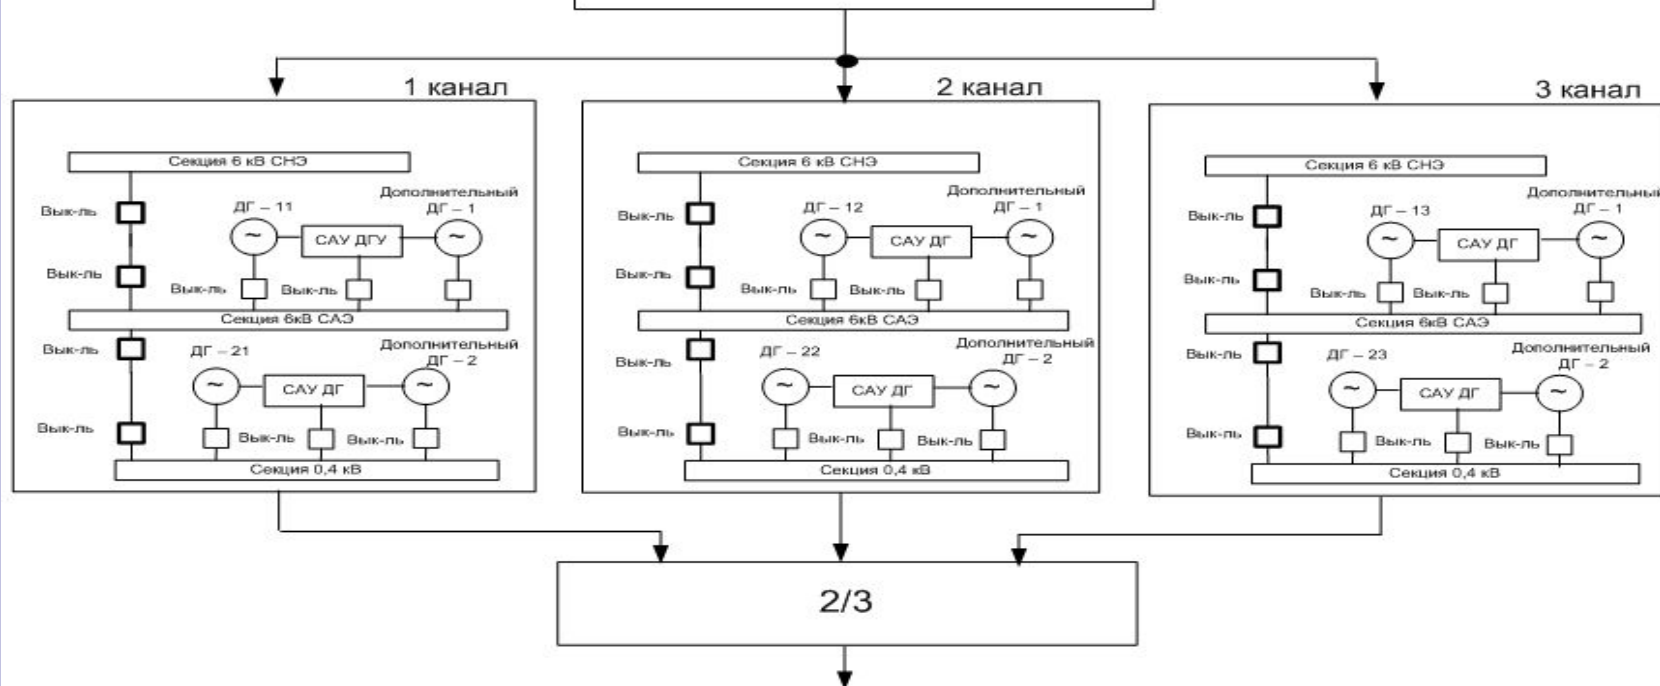 1 канал
Секция 6 кВ СНЭ
Дополнительный
Вык-ль
ДГ – 11
ДГ – 1
~
САУ ДГУ
~
Вык-ль
Вык-ль
Вык-ль
Секция 6кВ САЭ
Вык-ль
ДГ – 21
Дополнительный
ДГ – 2
~
САУ ДГ
~
Вык-ль
Вык-ль
Вык-ль
Секция 0,4 кВ
2 канал
Секция 6 кВ СНЭ
Дополнительный
Вык-ль
ДГ – 12
ДГ – 1
~
САУ ДГ
~
Вык-ль
Вык-ль
Вык-ль
Секция 6кВ САЭ
Вык-ль
ДГ – 22
Дополнительный
ДГ – 2
~
САУ ДГ
~
Вык-ль
Вык-ль
Вык-ль
Секция 0,4 кВ
3 канал
Секция 6 кВ СНЭ
Дополнительный
Вык-ль
ДГ – 13
ДГ – 1
~
САУ ДГ
~
Вык-ль
Вык-ль
Вык-ль
Секция 6кВ САЭ
Вык-ль
ДГ – 23
Дополнительный
ДГ – 2
~
САУ ДГ
~
Вык-ль
Вык-ль
Вык-ль
Секция 0,4 кВ
2/3